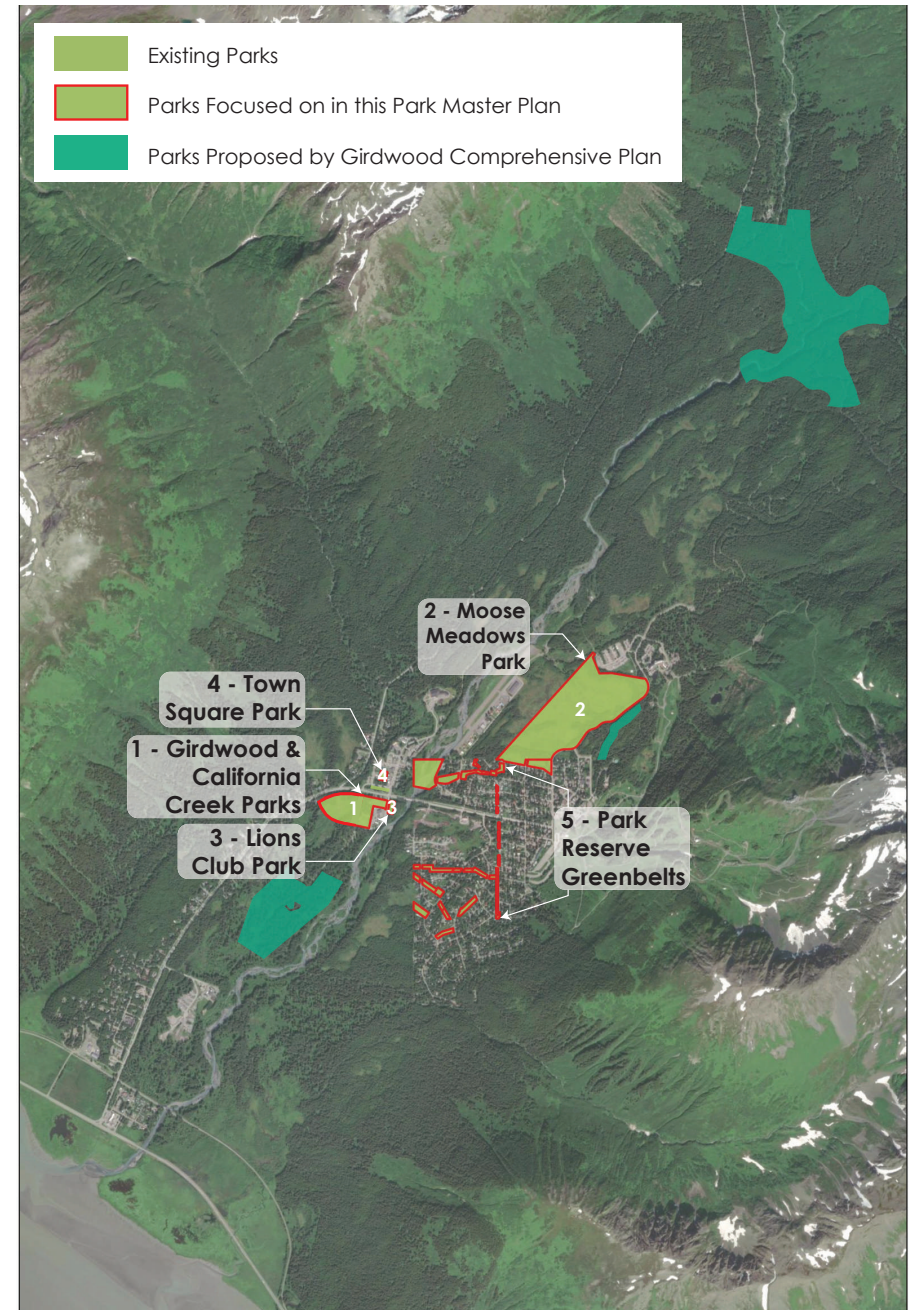 Existing Parks
Parks Focused on in this Park Master Plan
Parks Proposed by Girdwood Comprehensive Plan
2 - Moose
Meadows
Park
2
4 - Town
Square Park
4
1 - Girdwood &
California
Creek Parks
1
3
3 - Lions
Club Park
5 - Park
Reserve
Greenbelts